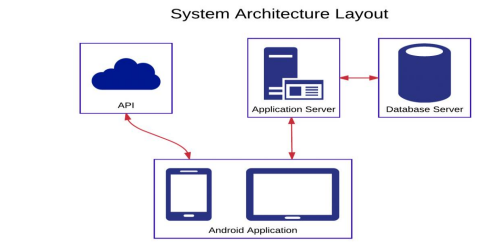 System Architecture Layout
API
Application Server
Database Server
Android Application